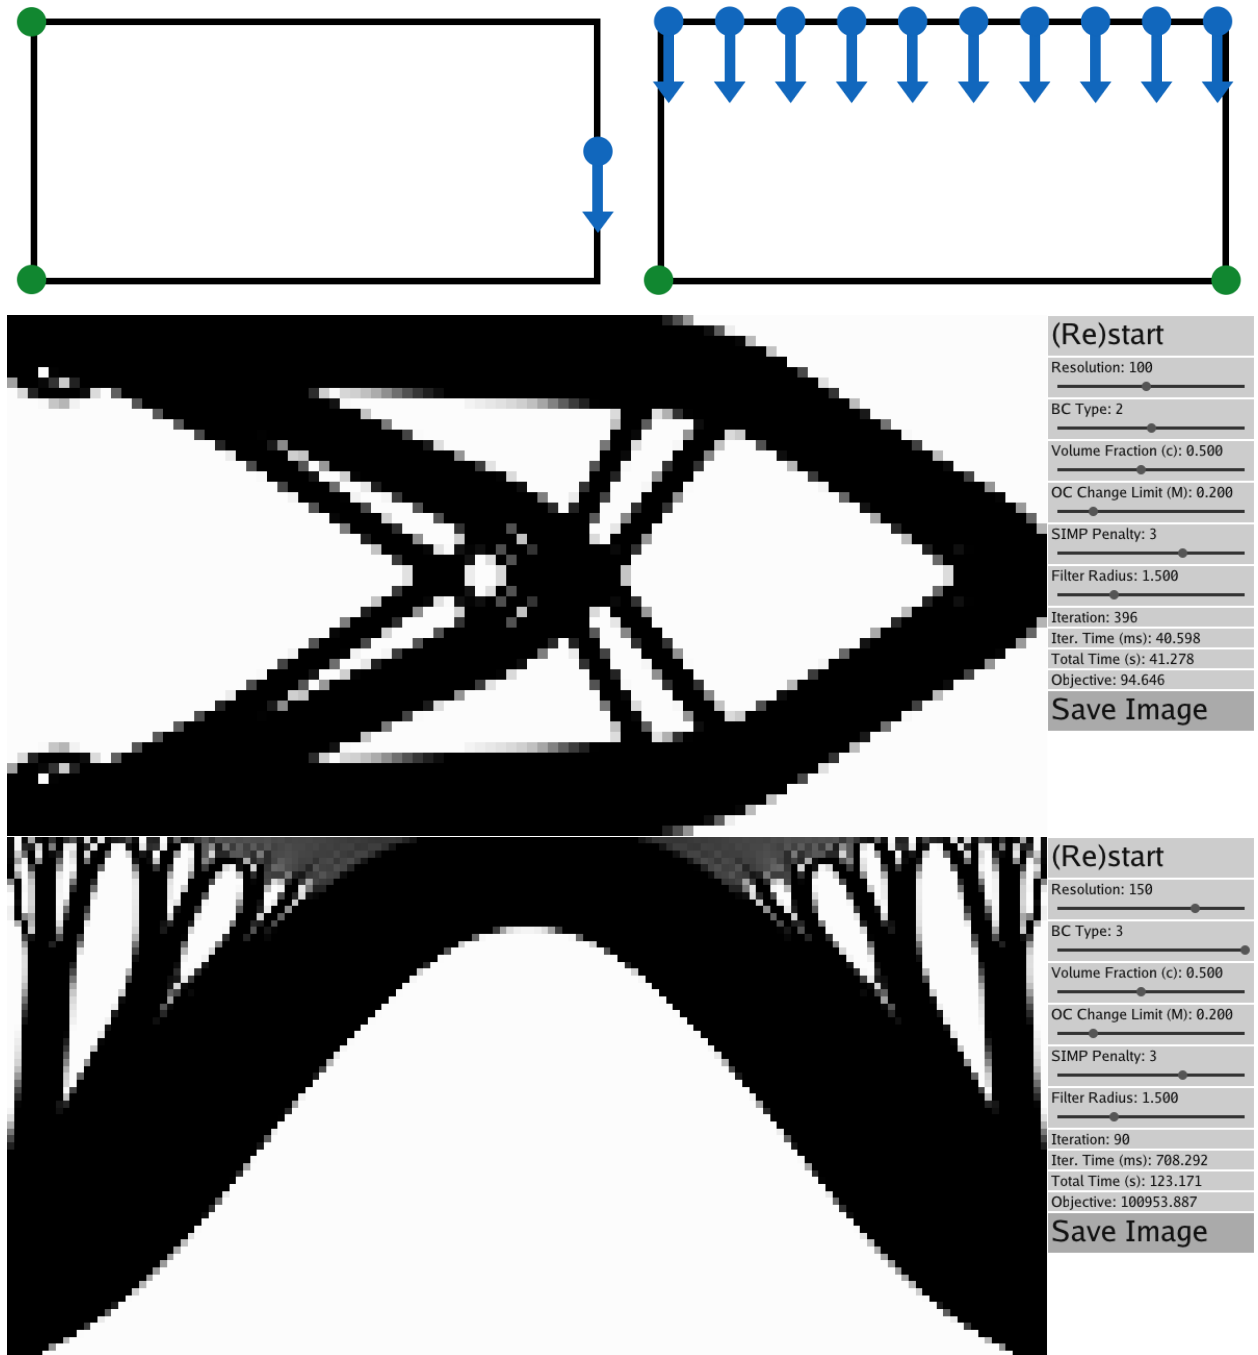 (Re)start
Resolution: 100
BC Type: 2
Volume Fraction (c): 0.500
OC Change Limit (M): 0.200
SIMP Penalty: 3
Filter Radius: 1.500
Iteration: 396
Iter. Time (ms): 40.598
Total Time (s): 41.278
Objective: 94.646
Save Image
(Re)start
Resolution: 150
BC Type: 3
Volume Fraction (c): 0.500
OC Change Limit (M): 0.200
SIMP Penalty: 3
Filter Radius: 1.500
Iteration: 90
Iter. Time (ms): 708.292
Total Time (s): 123.171
Objective: 100953.887
Save Image